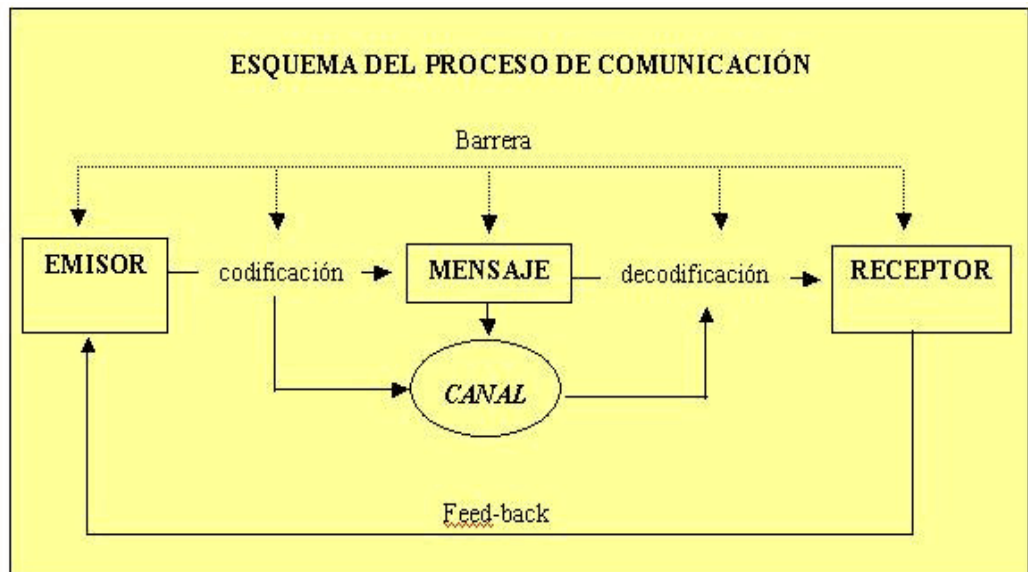 ESQUEMA DEL PROCESO DE COMUNICACIÓN
Barrera
EMISOR
codificación
MENSAJE
decodificación
RECEPTOR
CANAL
Feed-back